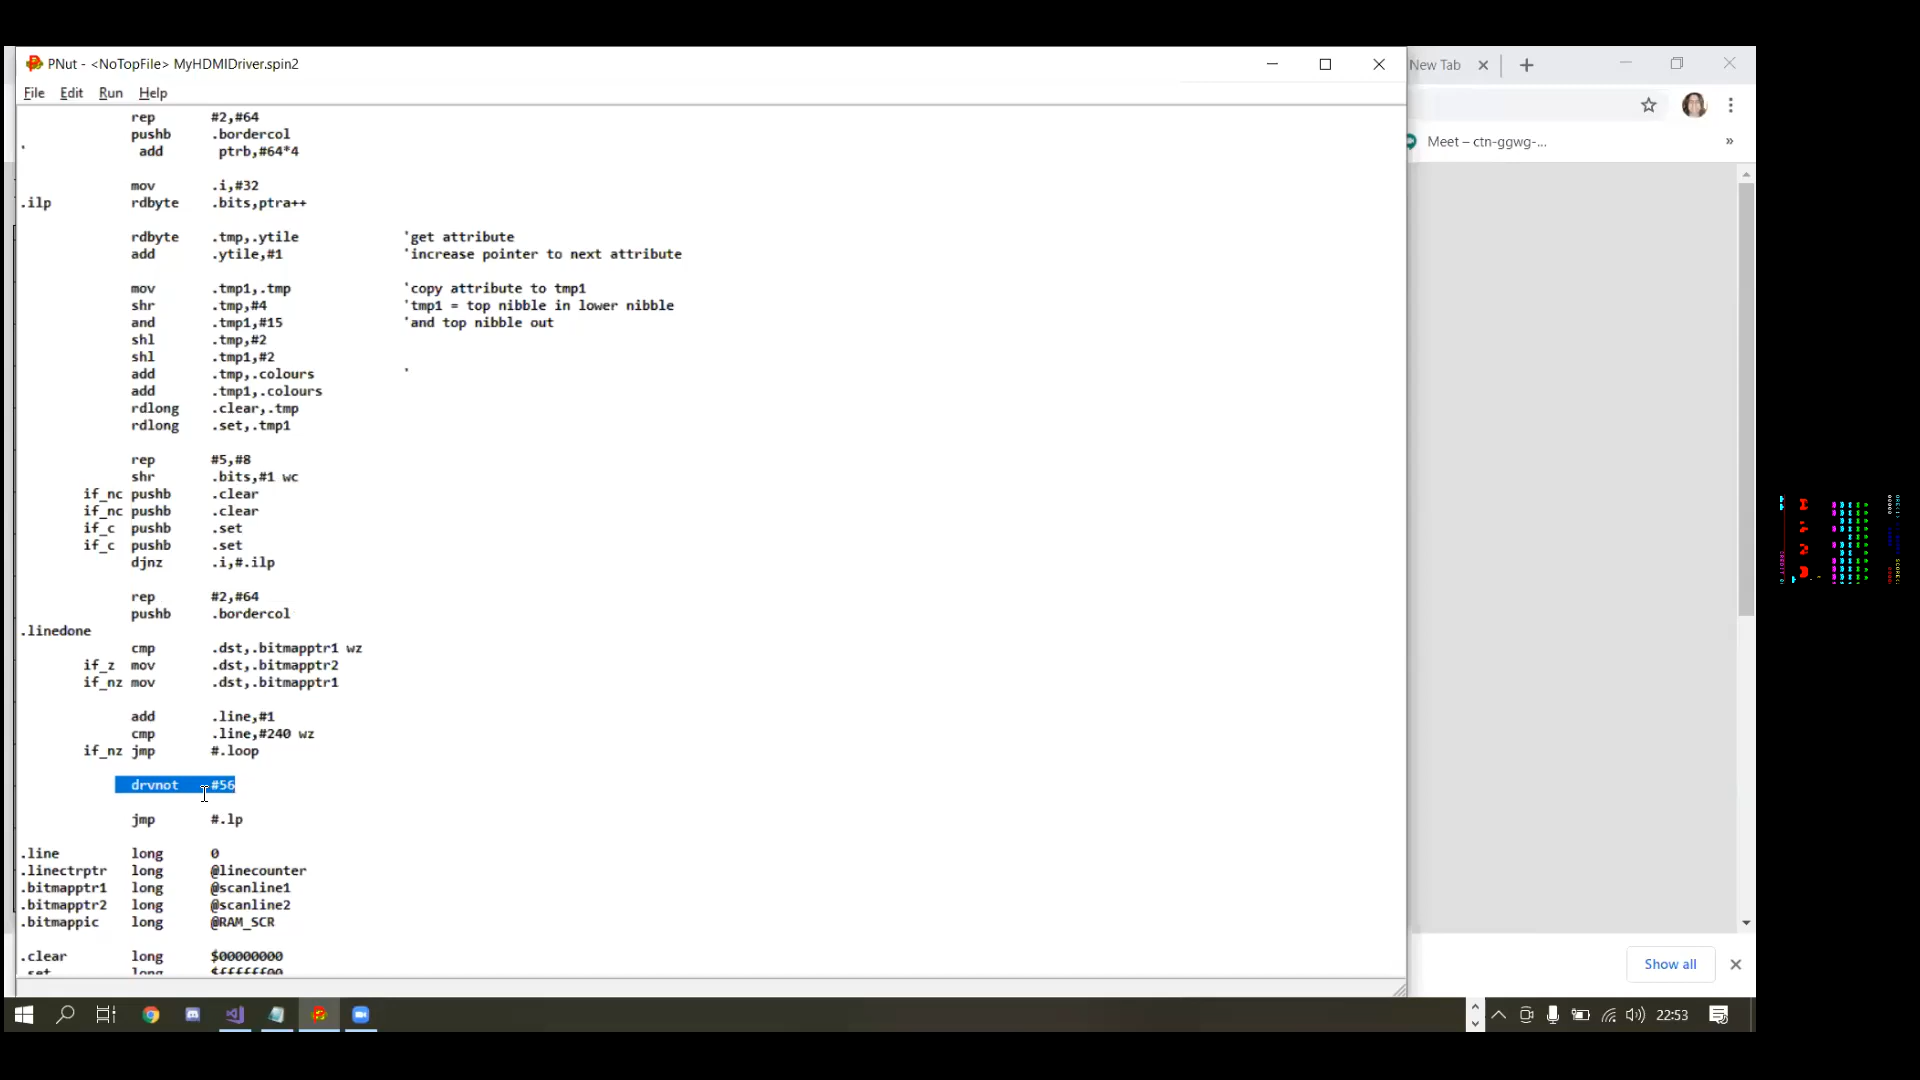 PNut - <NoTopFile> MyHDMIDriver.spin2
New Tab
File Edit Run Help
Meet – ctn-ggwg-...
»
rep #2,#64
pushb .bordercol
' add ptrb,#64*4
mov .i,#32
.ilp rdbyte .bits,ptra++
rdbyte .tmp,.ytile 'get attribute
add .ytile,#1 'increase pointer to next attribute
mov .tmp1,.tmp 'copy attribute to tmp1
shr .tmp,#4 'tmp1 = top nibble in lower nibble
and .tmp1,#15 'and top nibble out
shl .tmp,#2
shl .tmp1,#2
add .tmp,.colours '
add .tmp1,.colours
rdlong .clear,.tmp
rdlong .set,.tmp1
rep #5,#8
shr .bits,#1 wc
if_nc pushb .clear
if_nc pushb .clear
if_c pushb .set
if_c pushb .set
djnz .i,#.ilp
rep #2,#64
pushb .bordercol
.linedone
cmp .dst,.bitmapptr1 wz
if_z mov .dst,.bitmapptr2
if_nz mov .dst,.bitmapptr1
add .line,#1
cmp .line,#240 wz
if_nz jmp #.loop
drvnot #56
jmp #.lp
.line long 0
.linectrptr long @linecounter
.bitmapptr1 long @scanline1
.bitmapptr2 long @scanline2
.bitmappic long @RAM_SCR
.clear long $00000000
.set long $ffffff00
Show all
22:53